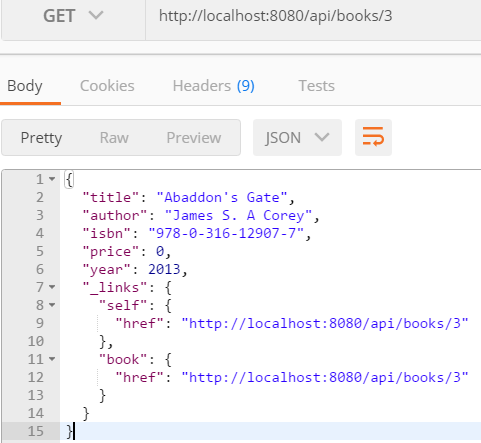 GET http://localhost:8080/api/books/3
Body Cookies Headers (9) Tests
Pretty Raw Preview JSON
1 {
2 "title": "Abaddon's Gate",
3 "author": "James S. A Corey",
4 "isbn": "978-0-316-12907-7",
5 "price": 0,
6 "year": 2013,
7 "_links": {
8 "self": {
9 "href": "http://localhost:8080/api/books/3"
10 },
11 "book": {
12 "href": "http://localhost:8080/api/books/3"
13 }
14 }
15 }